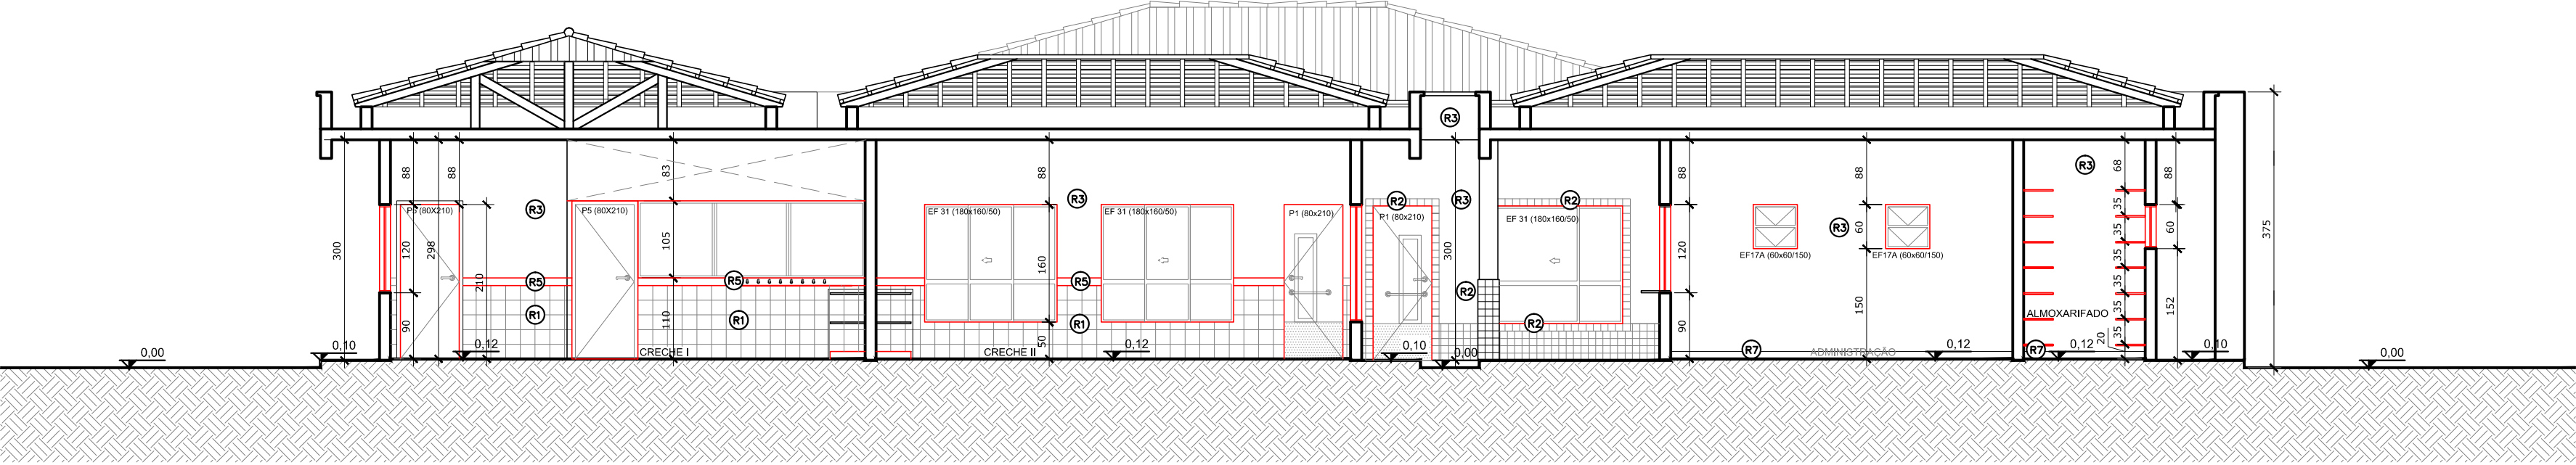 R3
88
88
83
88
R3
R2
R3
R2
88
88
R3
68
88
P5 (80X210)
R3
P5 (80X210)
EF 31 (180x160/50)
EF 31 (180x160/50)
P1 (80x210)
P1 (80x210)
EF 31 (180x160/50)
R3
35
35
60
60
375
300
120
298
105
160
300
120
EF17A (60x60/150)
EF17A (60x60/150)
35
210
R5
R5
R5
R2
35
R1
R1
R1
R2
110
90
50
90
150
35
35
152
ALMOXARIFADO
35
20
0,00
0,10
0,12
CRECHE I
CRECHE II
0,12
0,10
0,00
R7
ADMINISTRAÇÃO
0,12
R7
0,12
0,10
0,00